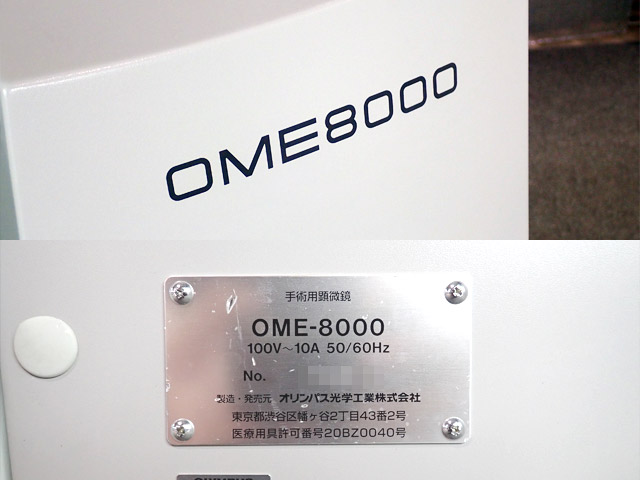 OME8000
手術用顕微鏡
OME-8000
100V～10A 50/60Hz
No.
製造・発売元 オリンパス光学工業株式会社
東京都渋谷区幡ヶ谷2丁目43番2号
医療用具許可番号20BZ0040号